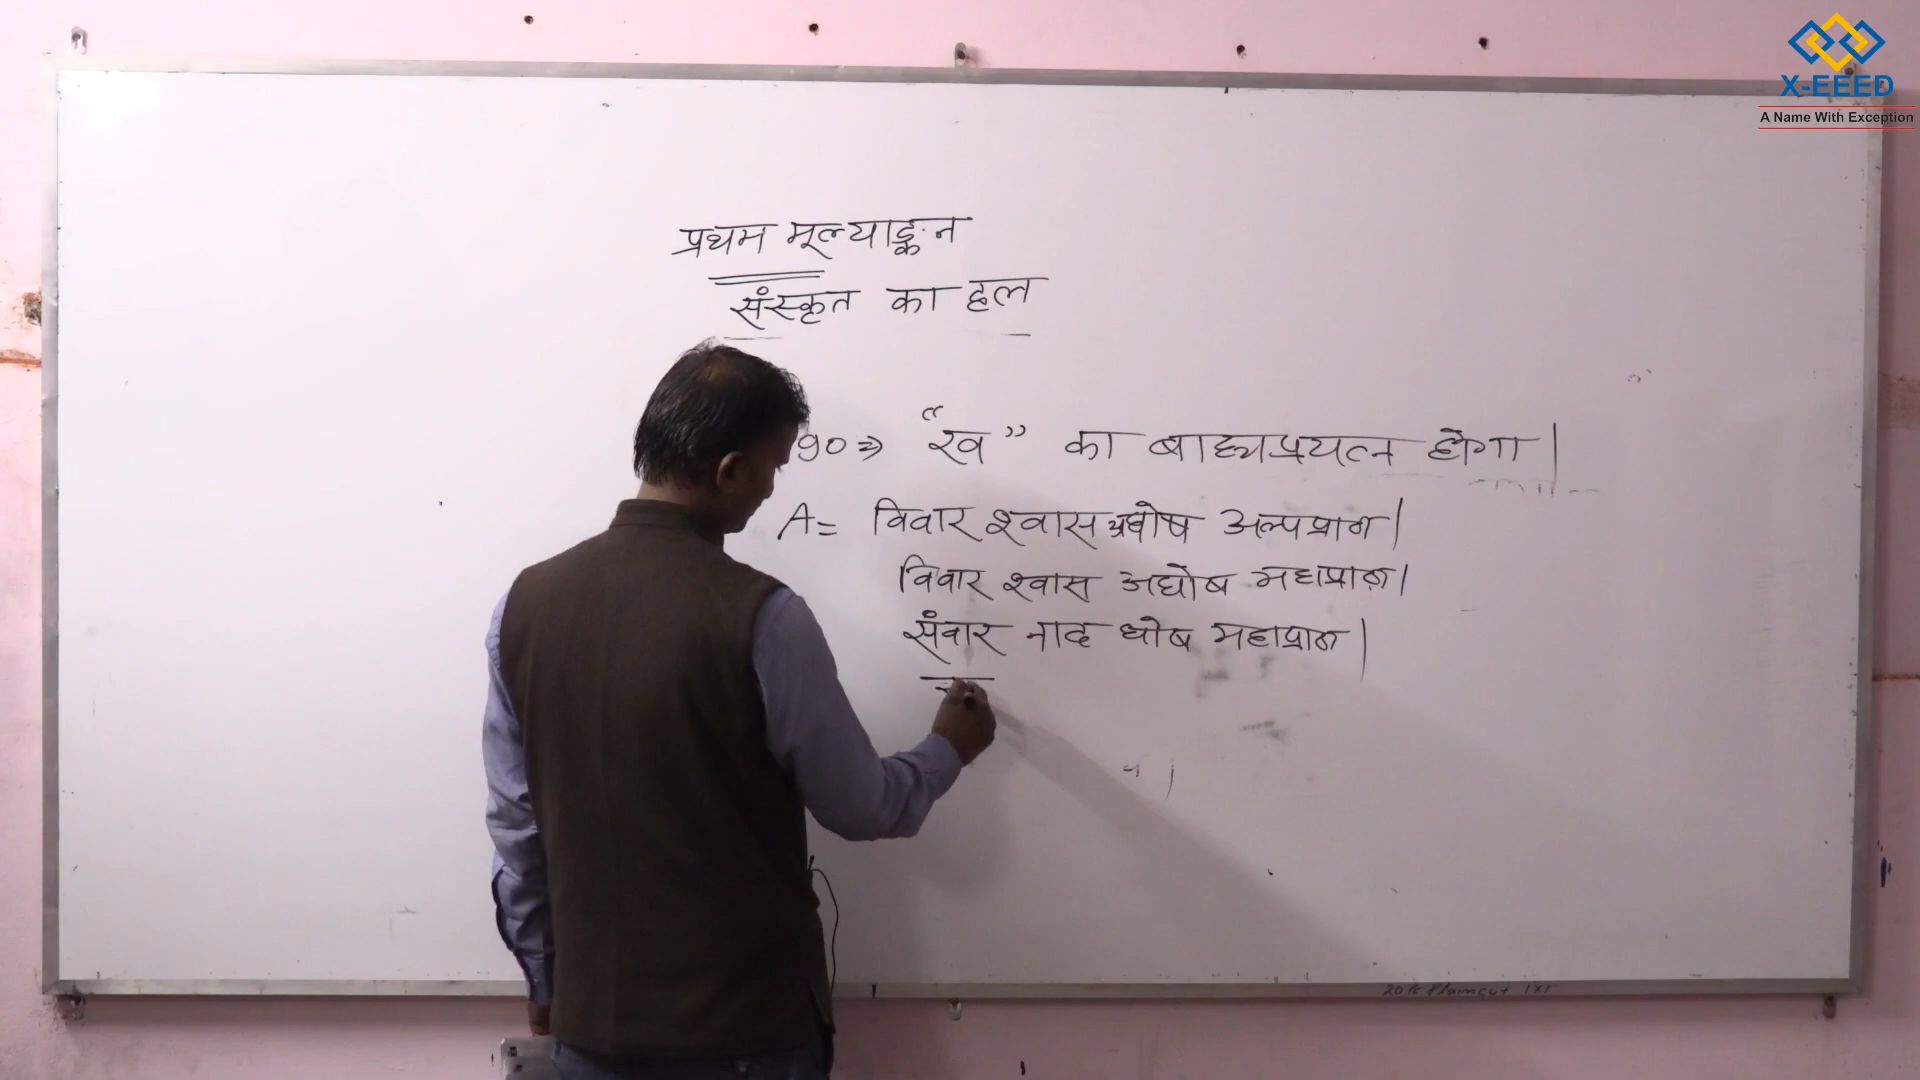 X-EEED
A Name With Exception
प्रथम मूल्याङ्कन
संस्कृत का हल
90⇒ “ख” का बाह्यप्रयत्न होगा|
A= विवार श्वास अघोष अल्पप्राण|
विवार श्वास अघोष महाप्राण|
संवार नाद घोष महाप्राण|